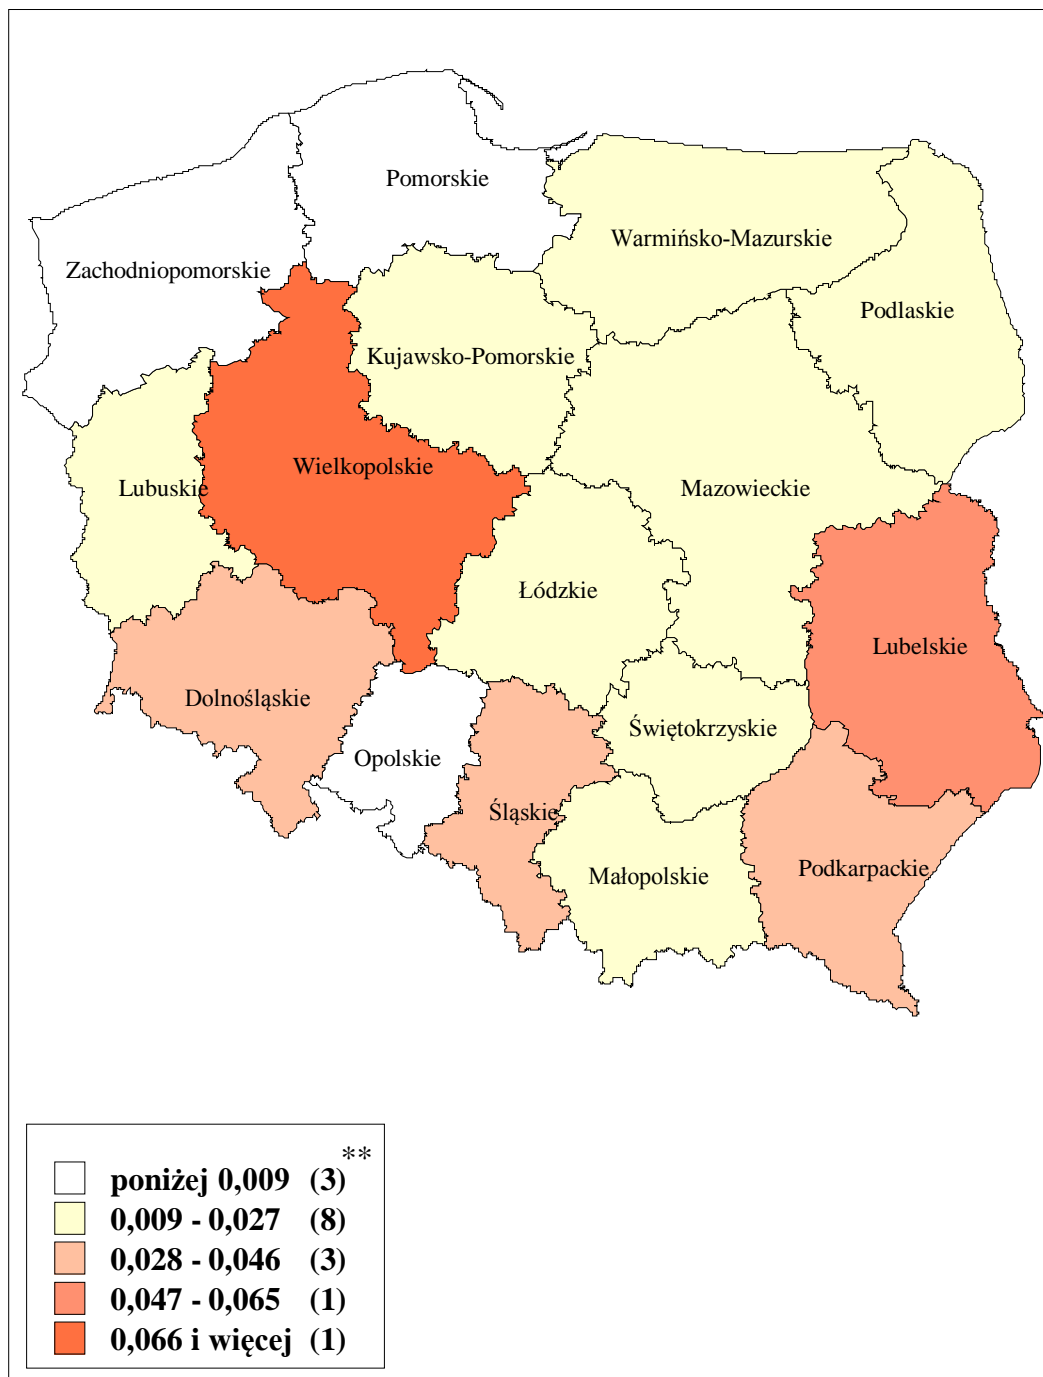 Pomorskie
Warmińsko-Mazurskie
Zachodniopomorskie
Podlaskie
Kujawsko-Pomorskie
Wielkopolskie
Lubuskie
Mazowieckie
Łódzkie
Lubelskie
Dolnośląskie
Świętokrzyskie
Opolskie
Śląskie
Małopolskie
Podkarpackie
**
poniżej 0,009 (3)
0,009 - 0,027 (8)
0,028 - 0,046 (3)
0,047 - 0,065 (1)
0,066 i więcej (1)